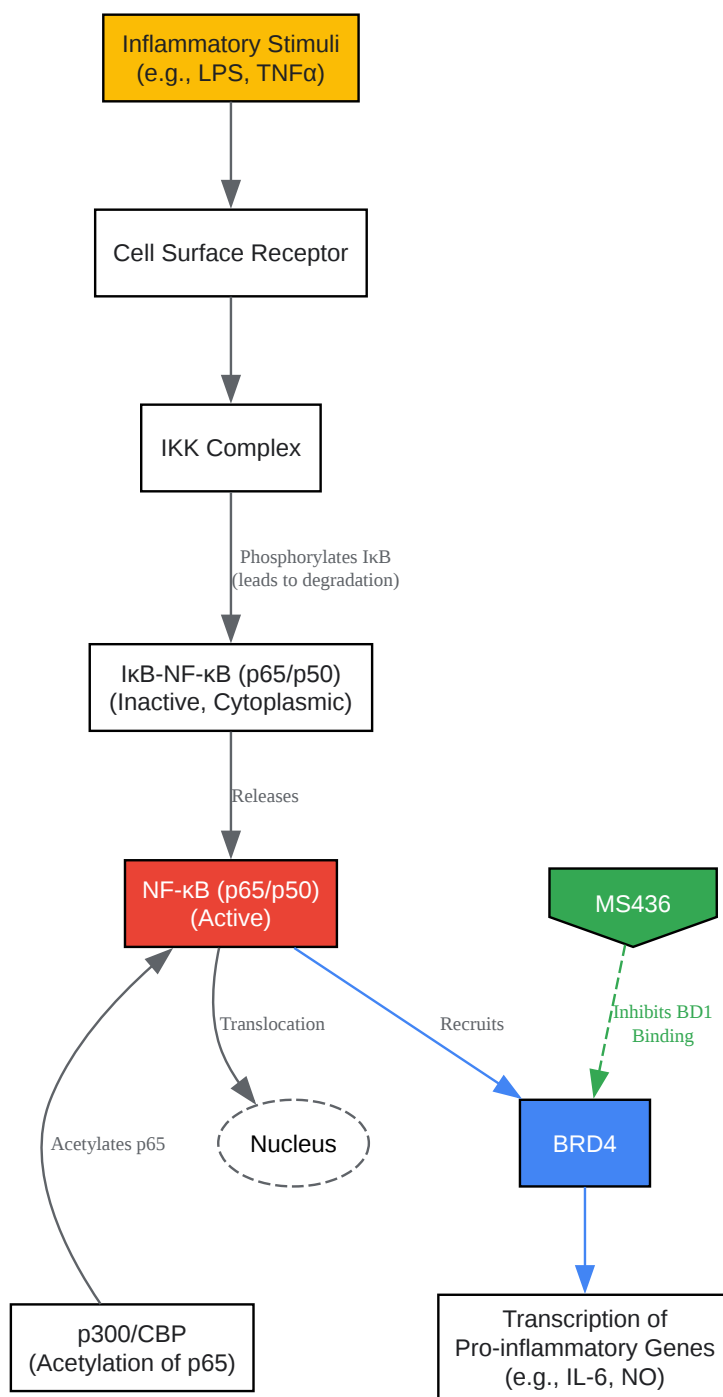 Inflammatory Stimuli
(e.g., LPS, TNFα)
Cell Surface Receptor
IKK Complex
Phosphorylates IκB
(leads to degradation)
IκB-NF-κB (p65/p50)
(Inactive, Cytoplasmic)
Releases
NF-κB (p65/p50)
(Active)
MS436
Translocation
Recruits
Inhibits BD1
Binding
Acetylates p65
Nucleus
BRD4
p300/CBP
(Acetylation of p65)
Transcription of
Pro-inflammatory Genes
(e.g., IL-6, NO)